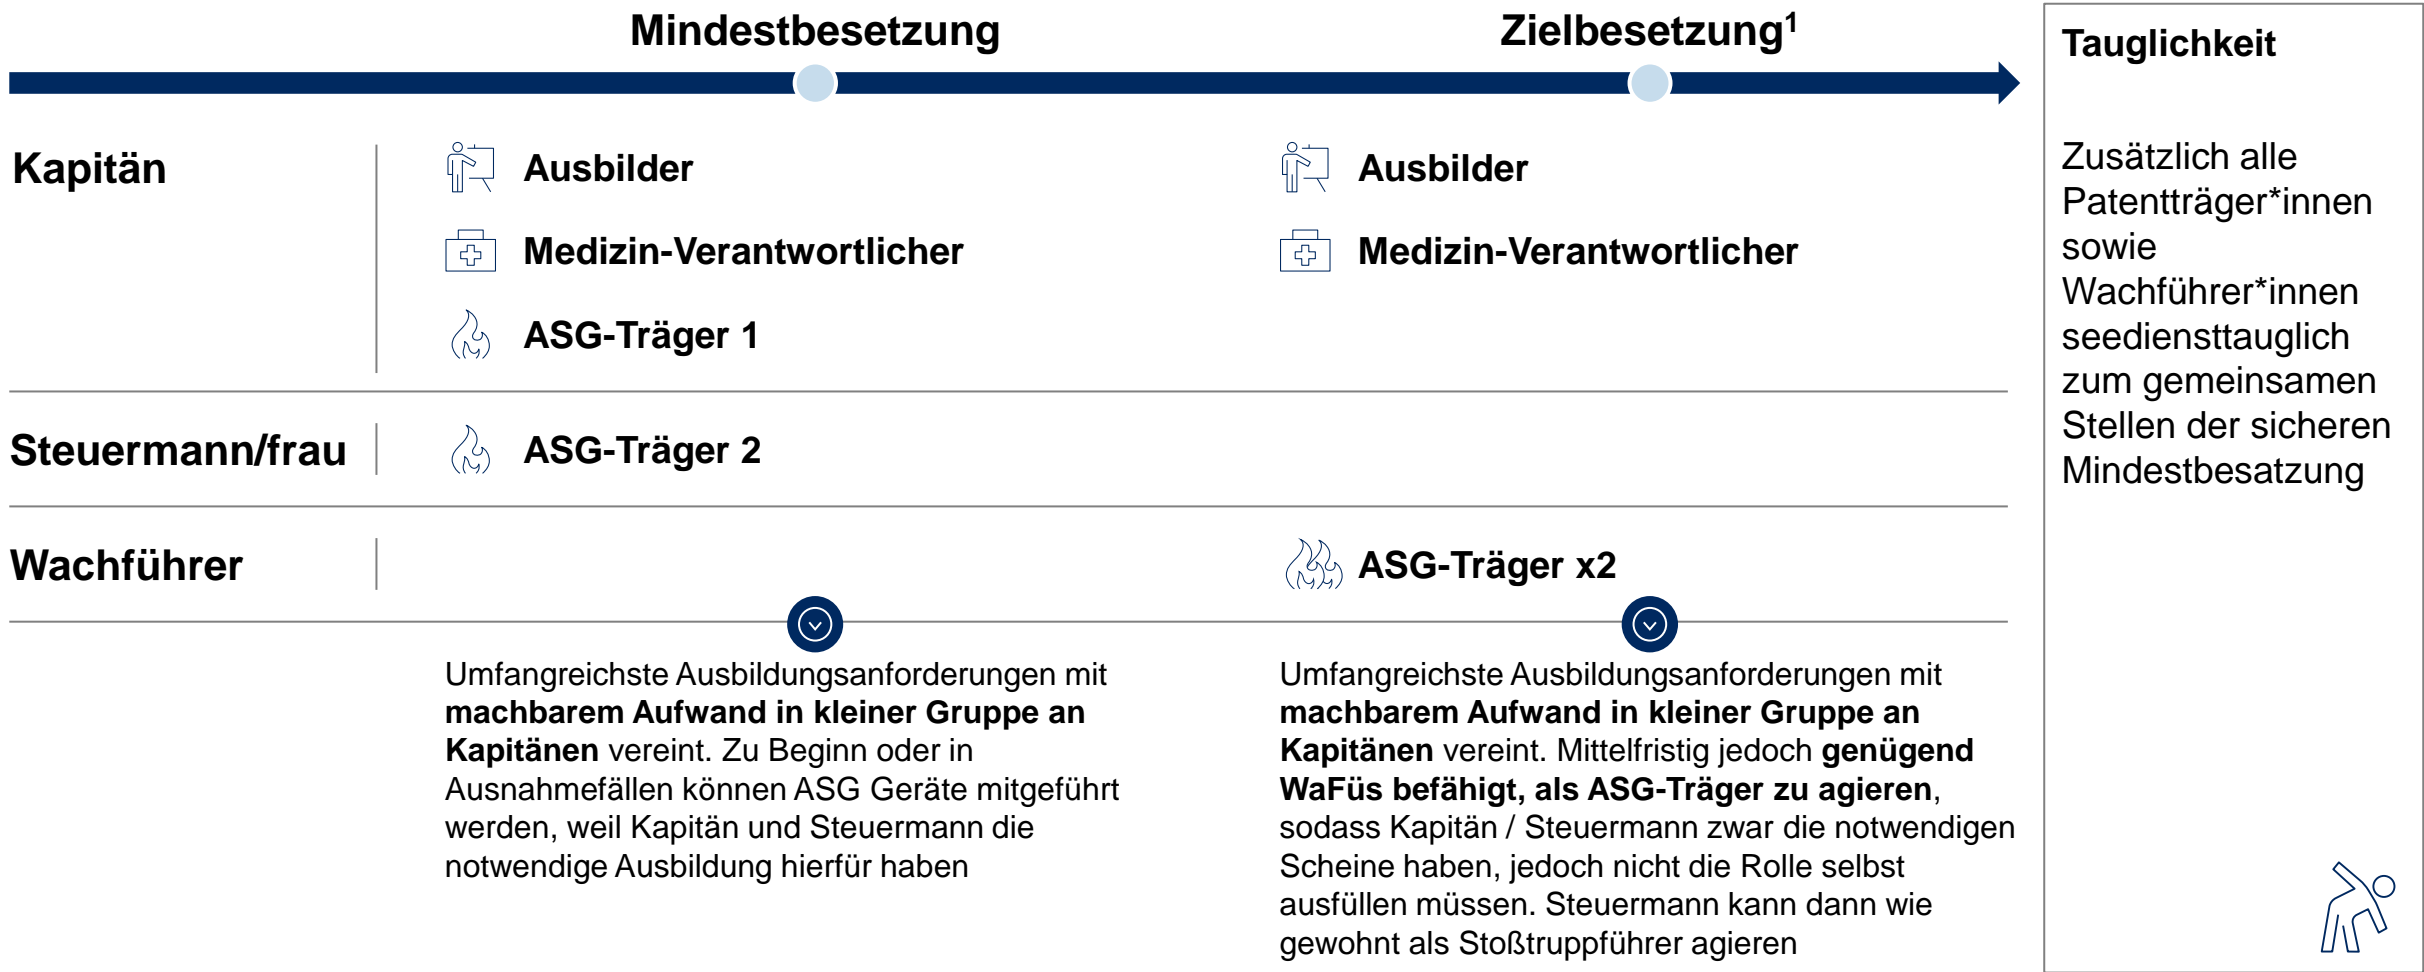 Mindestbesetzung
Zielbesetzung¹
Kapitän
Ausbilder
Ausbilder
Medizin-Verantwortlicher
Medizin-Verantwortlicher
ASG-Träger 1
Steuermann/frau
ASG-Träger 2
Wachführer
ASG-Träger x2
Umfangreichste Ausbildungsanforderungen mit
machbarem Aufwand in kleiner Gruppe an
Kapitänen vereint. Zu Beginn oder in
Ausnahmefällen können ASG Geräte mitgeführt
werden, weil Kapitän und Steuermann die
notwendige Ausbildung hierfür haben
Umfangreichste Ausbildungsanforderungen mit
machbarem Aufwand in kleiner Gruppe an
Kapitänen vereint. Mittelfristig jedoch genügend
WaFüs befähigt, als ASG-Träger zu agieren,
sodass Kapitän / Steuermann zwar die notwendigen
Scheine haben, jedoch nicht die Rolle selbst
ausfüllen müssen. Steuermann kann dann wie
gewohnt als Stoßtruppführer agieren
Tauglichkeit
Zusätzlich alle
Patentträger*innen
sowie
Wachführer*innen
seediensttauglich
zum gemeinsamen
Stellen der sicheren
Mindestbesatzung